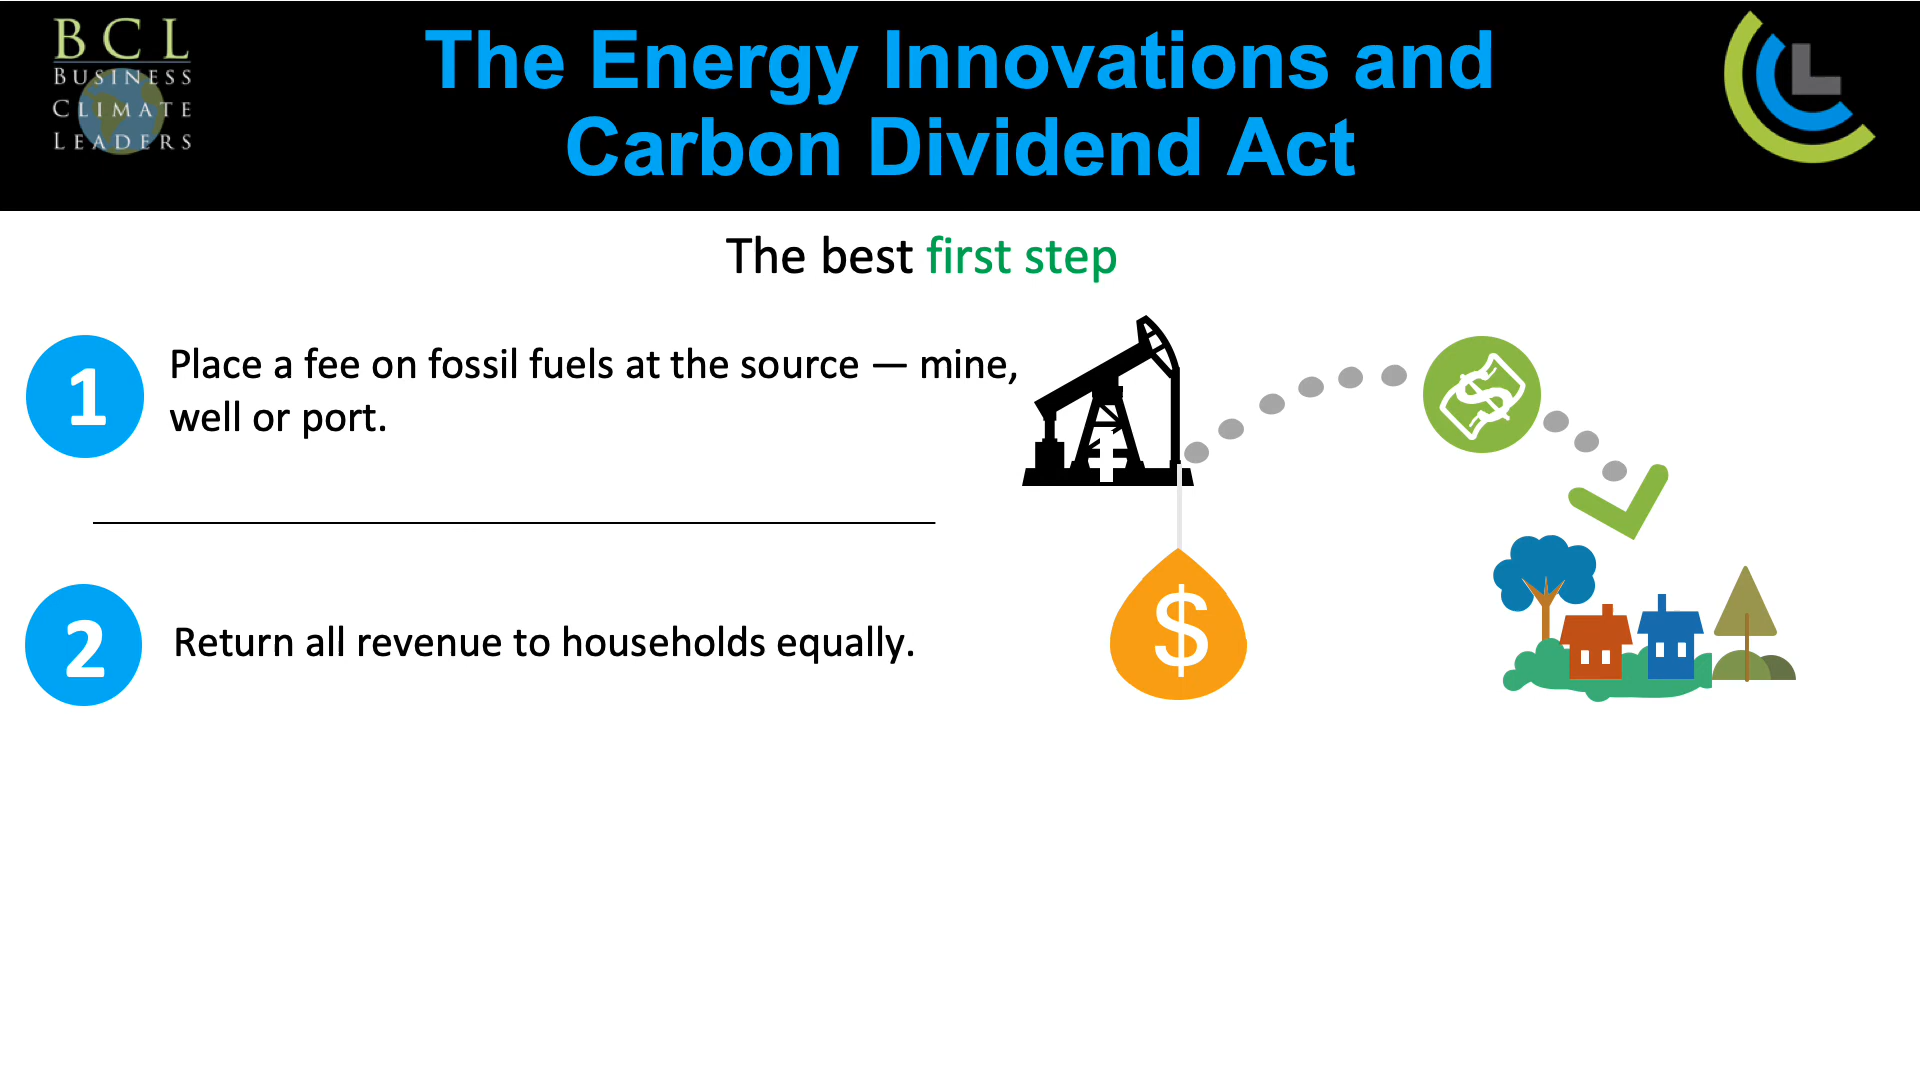 B C L
BUSINESS
CLIMATE
LEADERS
The Energy Innovations and
Carbon Dividend Act
The best first step
1
Place a fee on fossil fuels at the source — mine,
well or port.
$
2
Return all revenue to households equally.
$